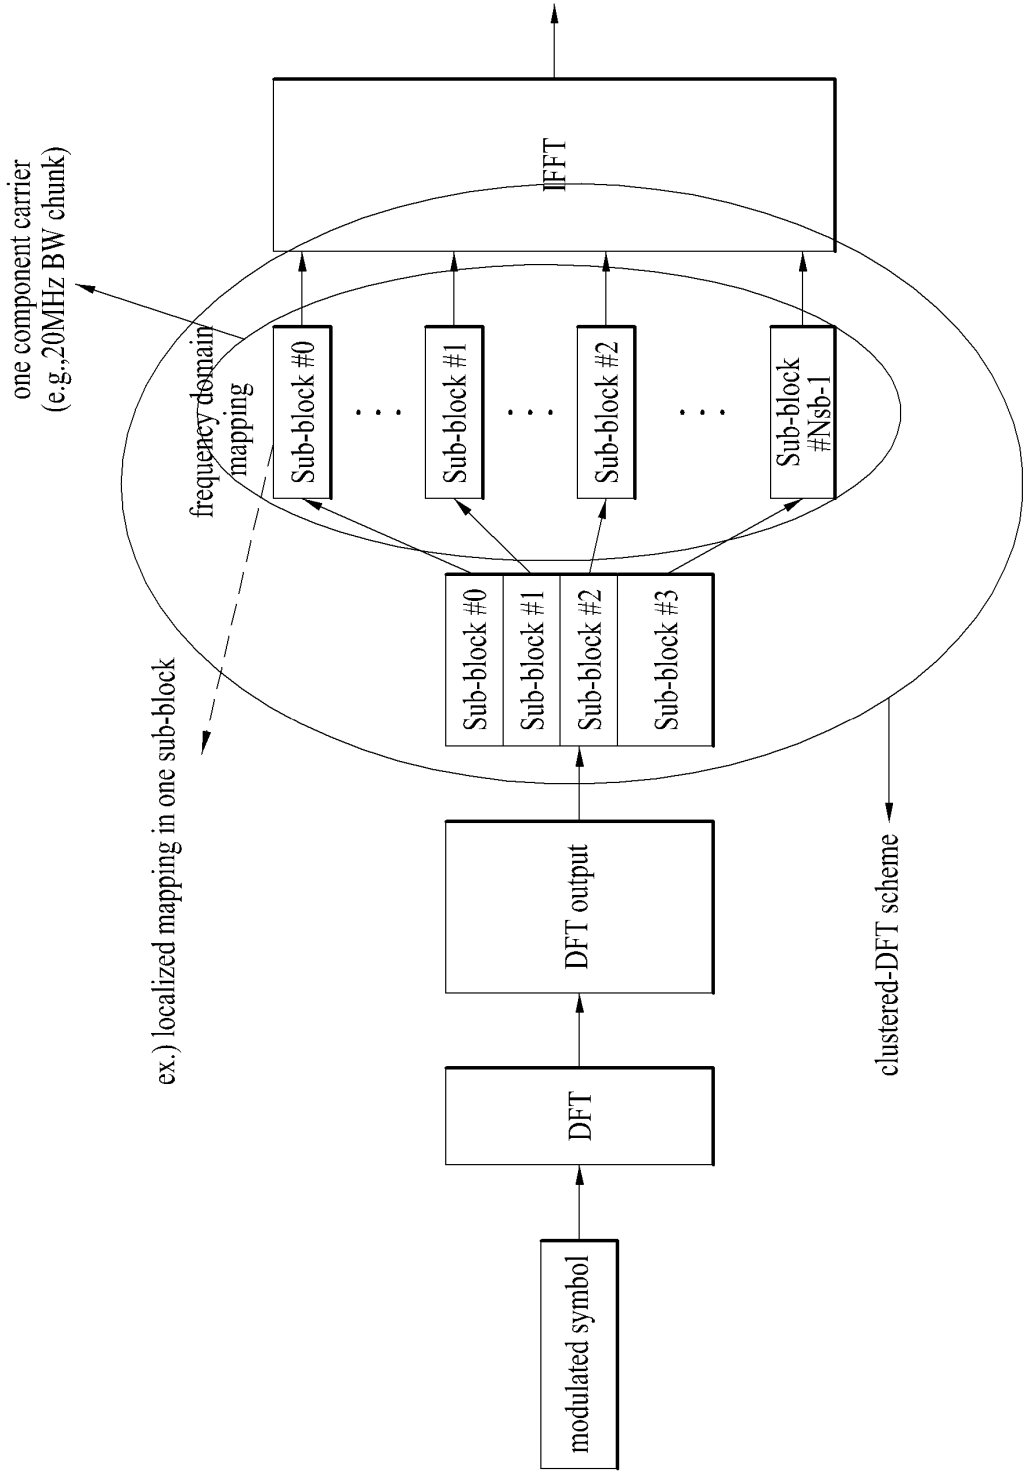 one component carrier
(e.g.,20MHz BW chunk)
frequency domain
mapping
ex.) localized mapping in one sub-block
modulated symbol
DFT
DFT output
Sub-block #0
Sub-block #1
Sub-block #2
Sub-block #3
Sub-block #0
. . .
Sub-block #1
. . .
Sub-block #2
. . .
Sub-block
#Nsb-1
IFFT
clustered-DFT scheme